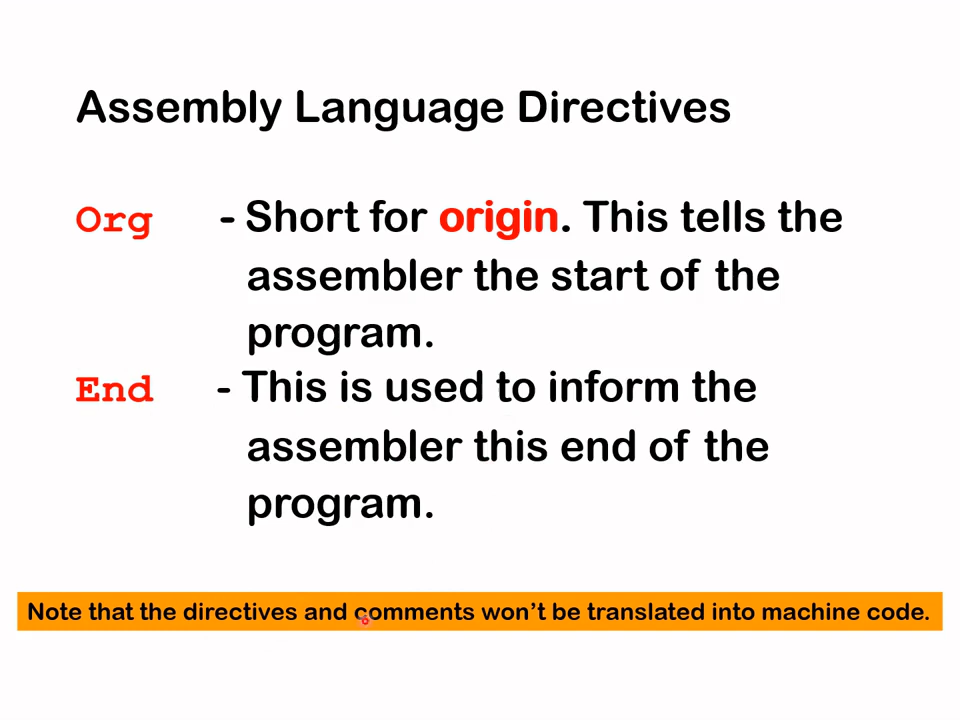 Assembly Language Directives
Org - Short for origin. This tells the
assembler the start of the
program.
End - This is used to inform the
assembler this end of the
program.
Note that the directives and comments won't be translated into machine code.